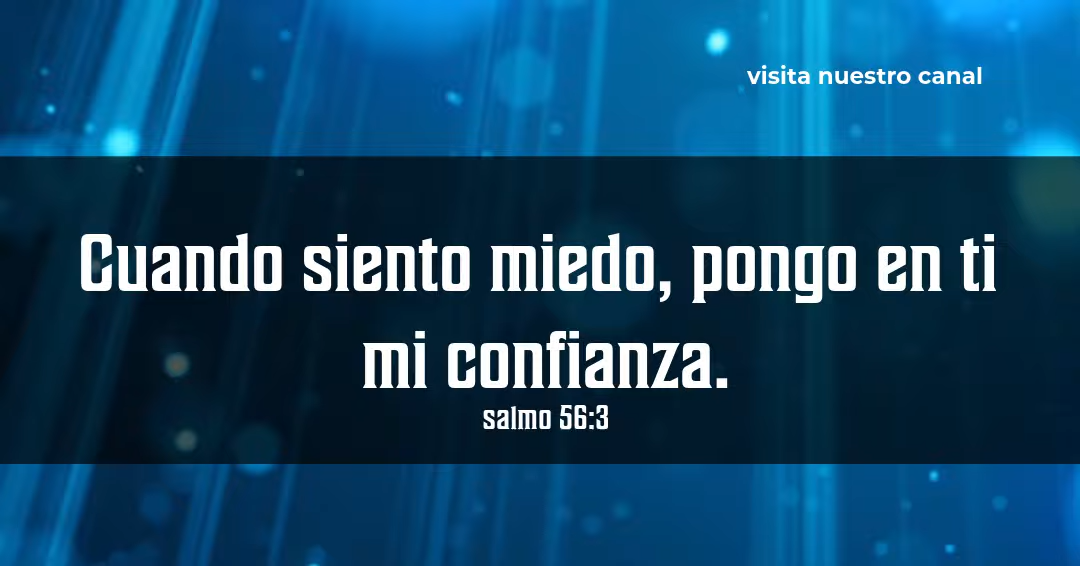 visita nuestro canal
Cuando siento miedo, pongo en ti
mi confianza.
salmo 56:3